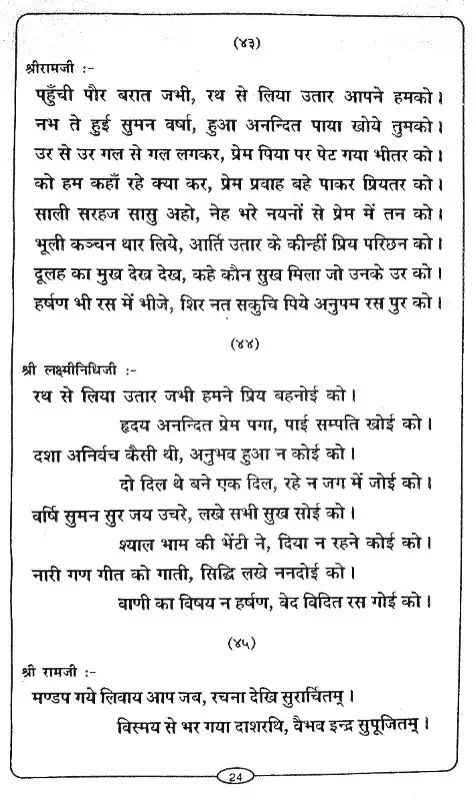 (४३)
श्रीरामजी :-
पहुँची पौर बरात जभी, रथ से लिया उतार आपने हमको।
नभ ते हुई सुमन वर्षा, हुआ अनन्दित पाया खोये तुमको।
उर से उर गल से गल लगकर, प्रेम पिया पर पेट गया भीतर को।
को हम कहाँ रहे क्या कर, प्रेम प्रवाह बहे पाकर प्रियतर को।
साली सरहज सासु अहो, नेह भरे नयनों से प्रेम में तन को।
भूली कञ्चन थार लिये, आर्ति उतार के कीन्हीं प्रिय परिछन को।
दूलह का मुख देख देख, कहे कौन सुख मिला जो उनके उर को।
हर्षण भी रस में भीजे, शिर नत सकुचि पिये अनुपम रस पुर को।
(४४)
श्री लक्ष्मीनिधिजी :-
रथ से लिया उतार जभी हमने प्रिय बहनोई को।
हृदय अनन्दित प्रेम पगा, पाई सम्पति खोई को।
दशा अनिर्वच कैसी थी, अनुभव हुआ न कोई को।
दो दिल थे बने एक दिल, रहे न जग में जोई को।
वर्षि सुमन सुर जय उचरे, लखे सभी सुख सोई को।
श्याल भाम की भेंटी ने, दिया न रहने कोई को।
नारी गण गीत को गाती, सिद्धि लखे ननदोई को।
वाणी का विषय न हर्षण, वेद विदित रस गोई को।
(४५)
श्री रामजी :-
मण्डप गये लिवाय आप जब, रचना देखि सुरार्चितम्।
विस्मय से भर गया दाशरथि, वैभव इन्द्र सुपूजितम्।
24